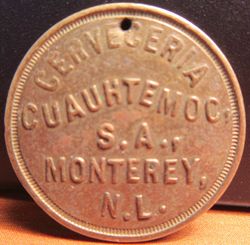 CERVECERIA
CUAUHTEMOC,
S.A.,
MONTEREY,
N.L.